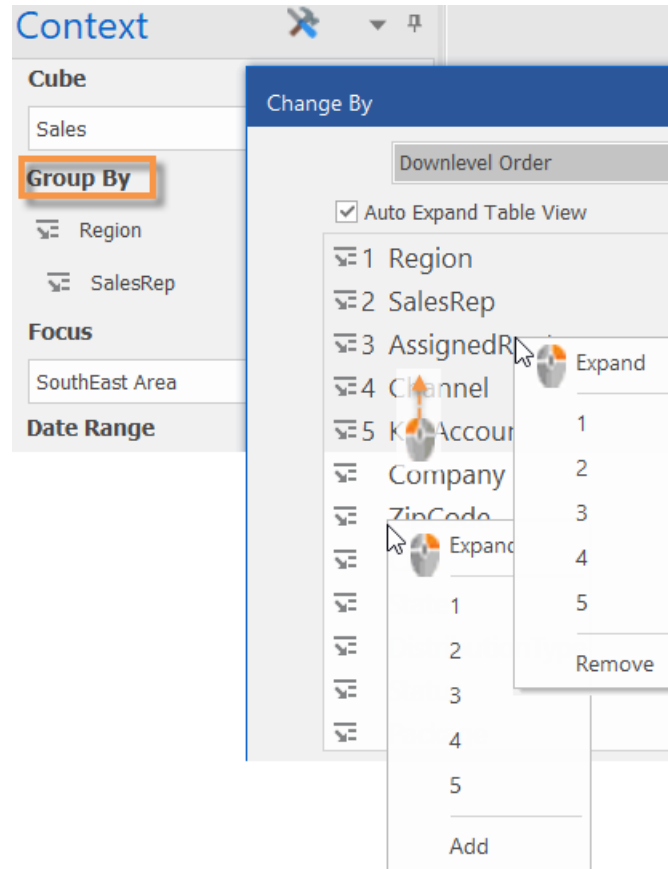 Context
Cube
Sales
Group By
Region
SalesRep
Focus
SouthEast Area
Date Range
Change By
Downlevel Order
Auto Expand Table View
1 Region
2 SalesRep
3
4 Channel
5
Company
ZipCode
Expand
1
2
3
4
5
Remove
Expand
1
2
3
4
5
Add